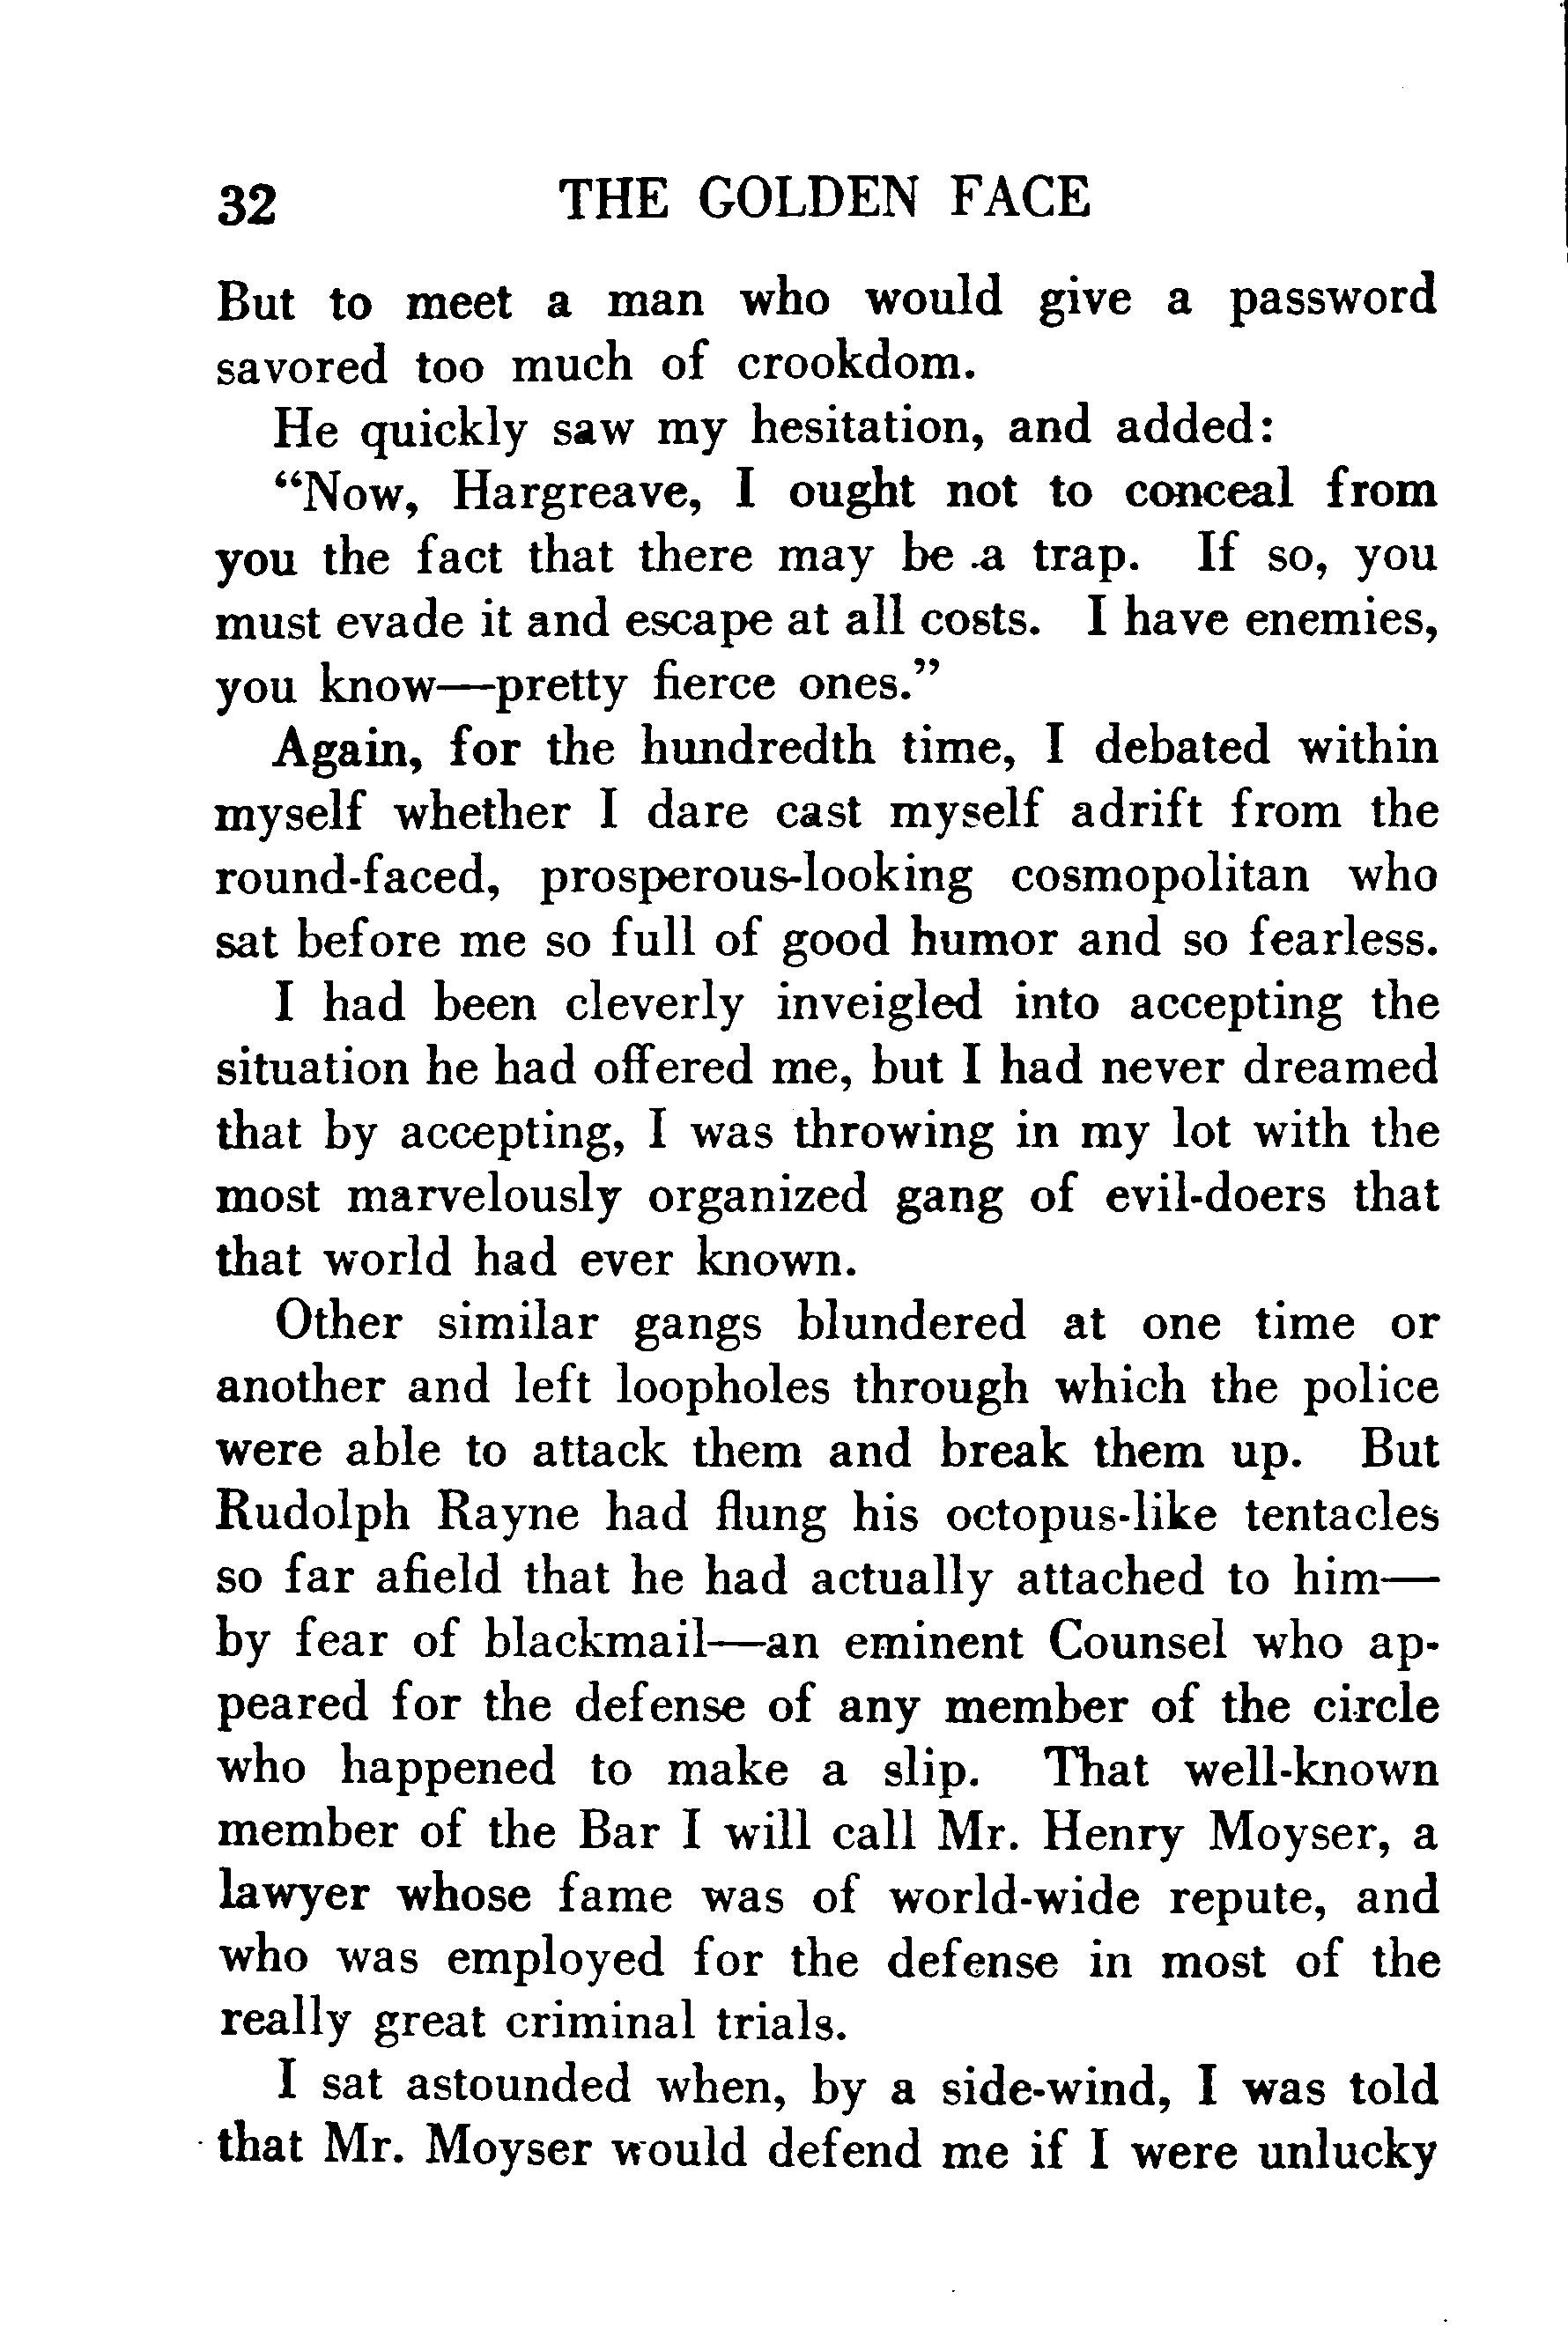 32 THE GOLDEN FACE
But to meet a man who would give a password
savored too much of crookdom.
He quickly saw my hesitation, and added:
“Now, Hargreave, I ought not to conceal from
you the fact that there may be a trap. If so, you
must evade it and escape at all costs. I have enemies,
you know—pretty fierce ones.”
Again, for the hundredth time, I debated within
myself whether I dare cast myself adrift from the
round-faced, prosperous-looking cosmopolitan who
sat before me so full of good humor and so fearless.
I had been cleverly inveigled into accepting the
situation he had offered me, but I had never dreamed
that by accepting, I was throwing in my lot with the
most marvelously organized gang of evil-doers that
that world had ever known.
Other similar gangs blundered at one time or
another and left loopholes through which the police
were able to attack them and break them up. But
Rudolph Rayne had flung his octopus-like tentacles
so far afield that he had actually attached to him—
by fear of blackmail—an eminent Counsel who ap-
peared for the defense of any member of the circle
who happened to make a slip. That well-known
member of the Bar I will call Mr. Henry Moyser, a
lawyer whose fame was of world-wide repute, and
who was employed for the defense in most of the
really great criminal trials.
I sat astounded when, by a side-wind, I was told
that Mr. Moyser would defend me if I were unlucky